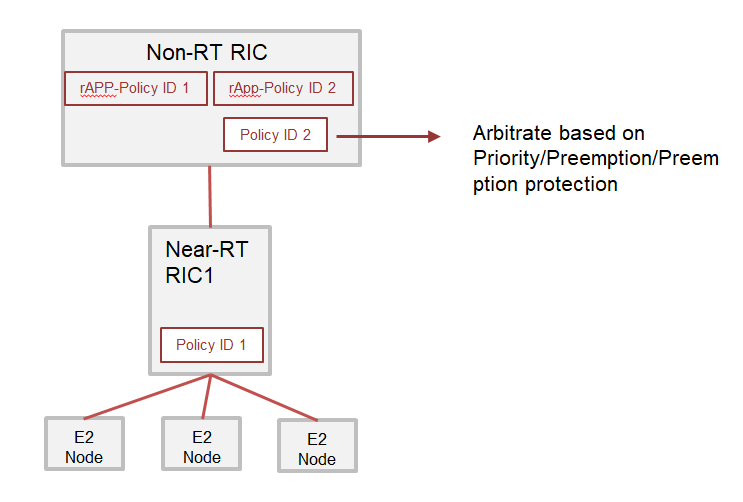 Non-RT RIC
rAPP-Policy ID 1
rApp-Policy ID 2
Policy ID 2
Arbitrate based on
Priority/Preemption/Preem
ption protection
Near-RT
RIC1
Policy ID 1
E2
Node
E2
Node
E2
Node